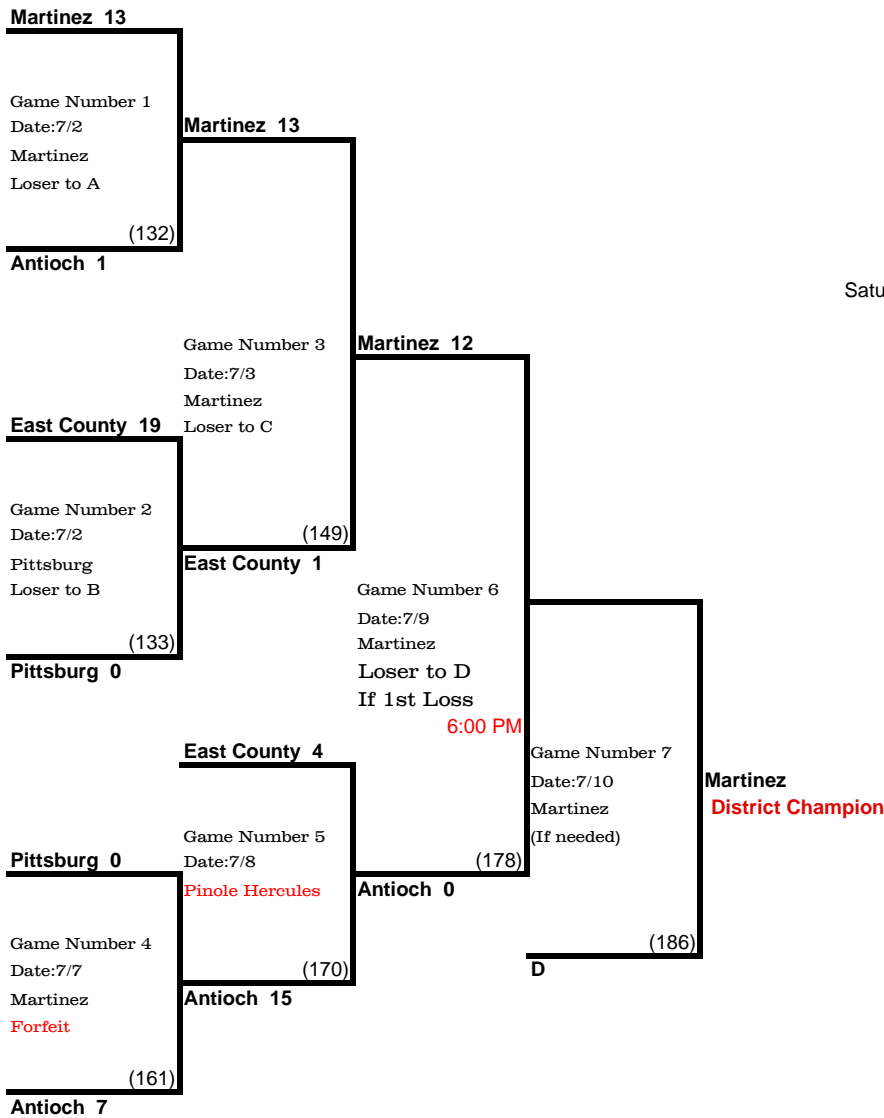 Martinez  13
Game Number 1
Date:7/2
Martinez
Loser to A
(132)
Antioch  1
Martinez  13
Satu
Game Number 3
Date:7/3
Martinez
Loser to C
(149)
East County  1
East County  19
Game Number 2
Date:7/2
Pittsburg
Loser to B
(133)
Pittsburg  0
Martinez  12
Game Number 6
Date:7/9
Martinez
Loser to D
If 1st Loss
6:00 PM
(178)
Antioch  0
East County  4
Game Number 5
Date:7/8
Pinole Hercules
(170)
Antioch  15
Pittsburg  0
Game Number 4
Date:7/7
Martinez
Forfeit
(161)
Antioch  7
Game Number 7
Date:7/10
Martinez
(If needed)
(186)
D
Martinez
District Champion